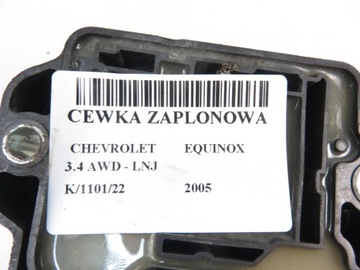 CEWKA ZAPLONOWA
CHEVROLET EQUINOX
3.4 AWD - LNJ
K/1101/22 2005